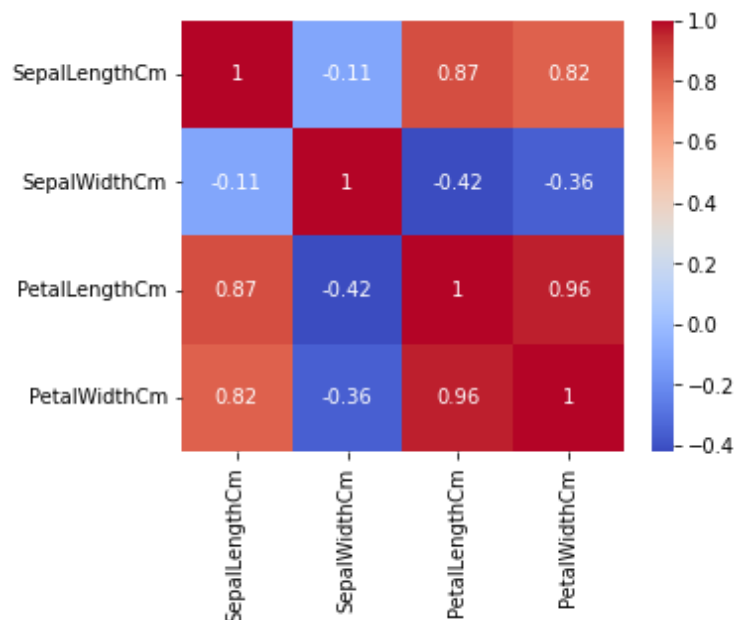 1.0
SepalLengthCm 1 -0.11 0.87 0.82
0.8
0.6
SepalWidthCm -0.11 1 -0.42 -0.36
0.4
0.2
PetalLengthCm 0.87 -0.42 1 0.96
0.0
−0.2
PetalWidthCm 0.82 -0.36 0.96 1
−0.4
SepalLengthCm
SepalWidthCm
PetalLengthCm
PetalWidthCm